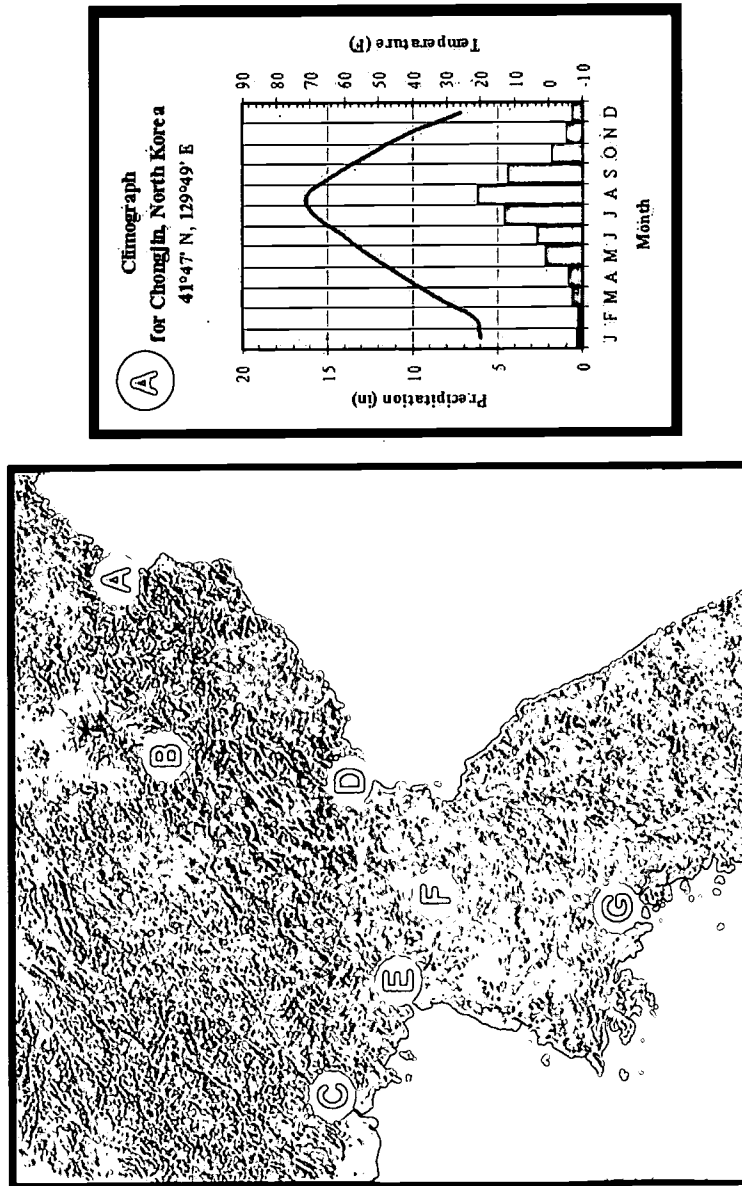 A
Climograph
for Chongjin, North Korea
41°47' N, 129°49' E
Precipitation (in)
Temperature (F)
20
15
10
5
0
90
80
70
60
50
40
30
20
10
0
-10
J F M A M J J A S O N D
Month
A
B
C
D
E
F
G